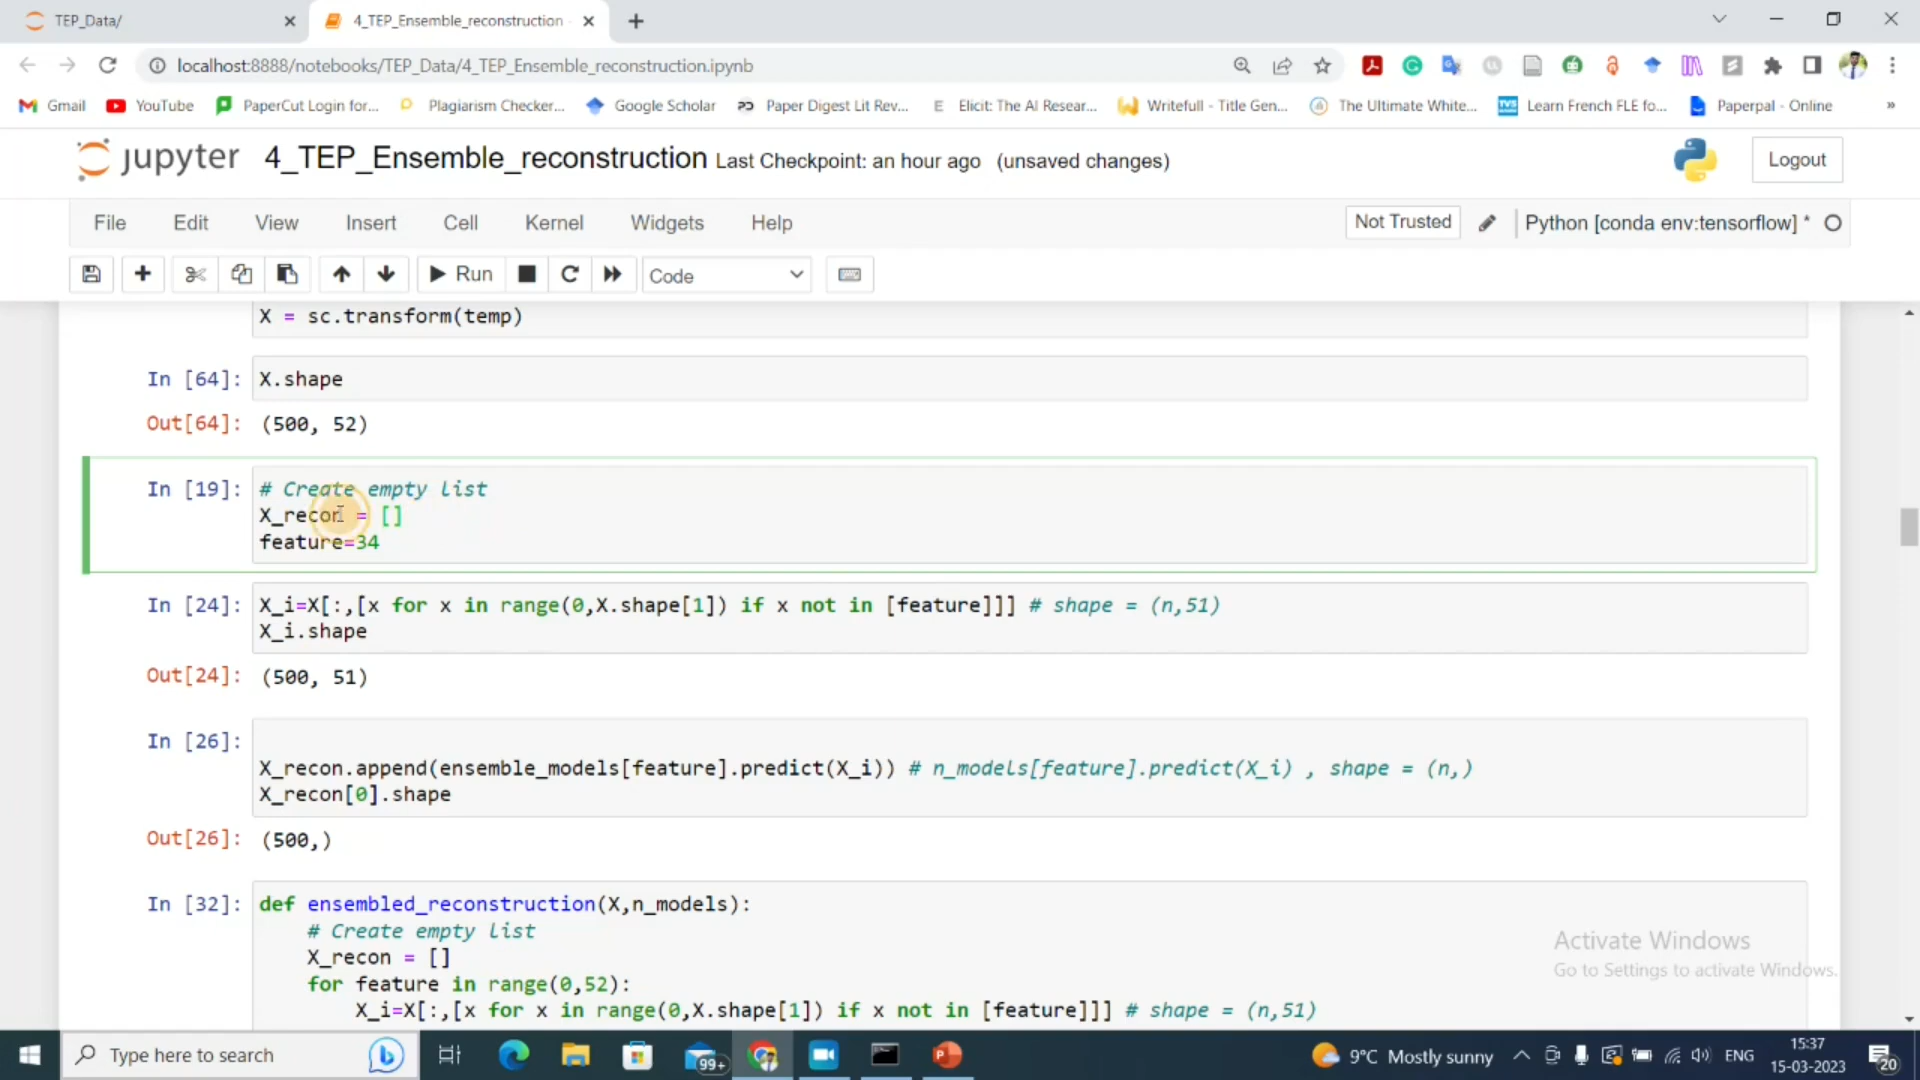 TEP_Data/
4_TEP_Ensemble_reconstruction
localhost:8888/notebooks/TEP_Data/4_TEP_Ensemble_reconstruction.ipynb
Gmail YouTube PaperCut Login for... Plagiarism Checker... Google Scholar Paper Digest Lit Rev... Elicit: The AI Resear... Writefull - Title Gen... The Ultimate White... Learn French FLE fo... Paperpal - Online »
jupyter 4_TEP_Ensemble_reconstruction Last Checkpoint: an hour ago (unsaved changes)
Logout
File Edit View Insert Cell Kernel Widgets Help
Not Trusted
Python [conda env:tensorflow] *
Run
Code
X = sc.transform(temp)
In [64]: X.shape
Out[64]: (500, 52)
In [19]: # Create empty list
X_recon = []
feature=34
In [24]: X_i=X[:,[x for x in range(0,X.shape[1]) if x not in [feature]]] # shape = (n,51)
X_i.shape
Out[24]: (500, 51)
In [26]:
X_recon.append(ensemble_models[feature].predict(X_i)) # n_models[feature].predict(X_i) , shape = (n,)
X_recon[0].shape
Out[26]: (500,)
In [32]: def ensembled_reconstruction(X,n_models):
# Create empty list
X_recon = []
for feature in range(0,52):
X_i=X[:,[x for x in range(0,X.shape[1]) if x not in [feature]]] # shape = (n,51)
Activate Windows
Go to Settings to activate Windows.
Type here to search
99+
9°C Mostly sunny
ENG
15:37
15-03-2023
20